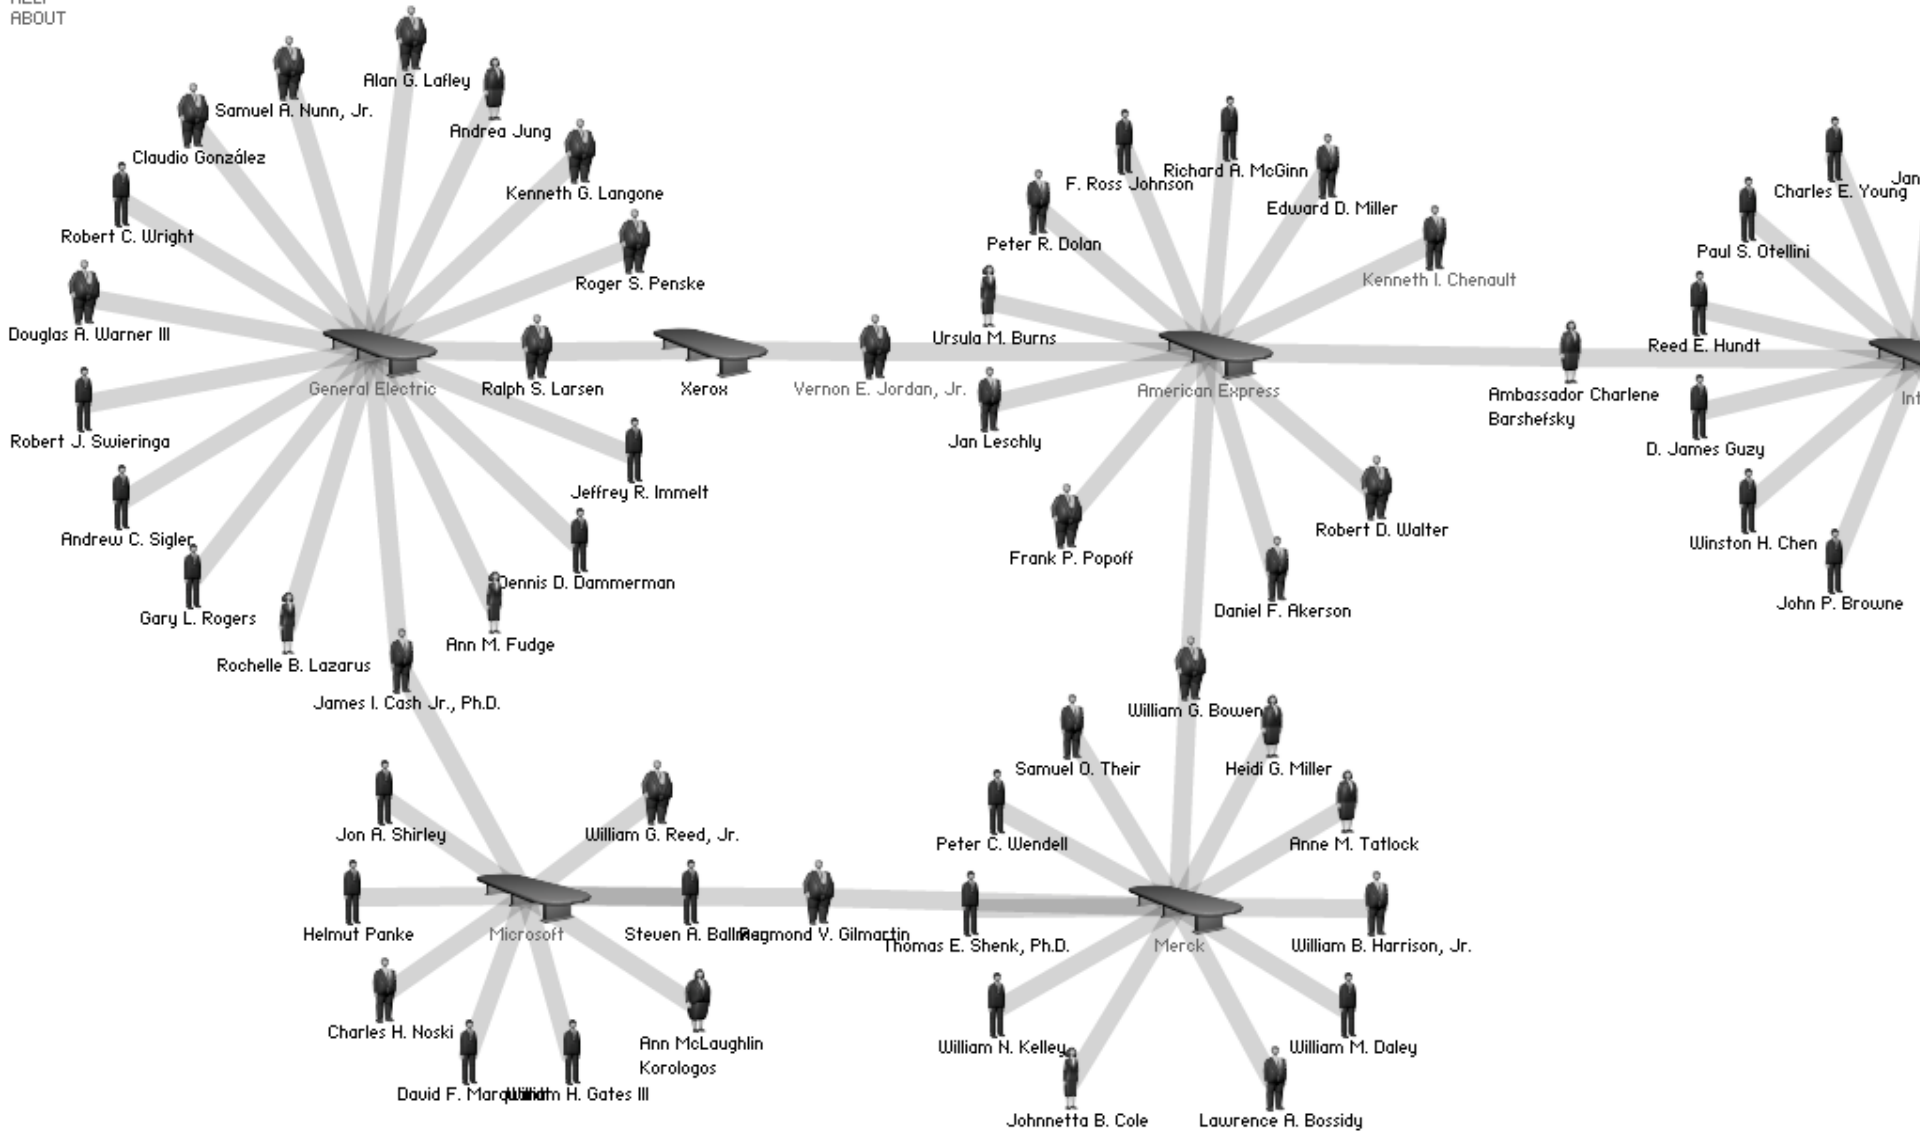 HELP
ABOUT
Alan G. Lafley
Samuel A. Nunn, Jr.
Andrea Jung
Claudio González
Kenneth G. Langone
Robert C. Wright
Roger S. Penske
Douglas A. Warner III
General Electric
Ralph S. Larsen
Xerox
Vernon E. Jordan, Jr.
Robert J. Swieringa
Jeffrey R. Immelt
Andrew C. Sigler
Dennis D. Dammerman
Gary L. Rogers
Ann M. Fudge
Rochelle B. Lazarus
James I. Cash Jr., Ph.D.
Richard A. McGinn
F. Ross Johnson
Edward D. Miller
Peter R. Dolan
Kenneth I. Chenault
Ursula M. Burns
American Express
Jan Leschly
Robert D. Walter
Frank P. Popoff
Daniel F. Akerson
Ambassador Charlene
Barshefsky
Jan
Charles E. Young
Paul S. Otellini
Reed E. Hundt
Int
D. James Guzy
Winston H. Chen
John P. Browne
Jon A. Shirley
William G. Reed, Jr.
Helmut Panke
Microsoft
Steven A. Ballmer
Raymond V. Gilmartin
Charles H. Noski
Ann McLaughlin
Korologos
David F. Marquardt
William H. Gates III
William G. Bowen
Samuel O. Their
Heidi G. Miller
Peter C. Wendell
Anne M. Tatlock
Thomas E. Shenk, Ph.D.
Merck
William B. Harrison, Jr.
William N. Kelley
William M. Daley
Johnnetta B. Cole
Lawrence A. Bossidy